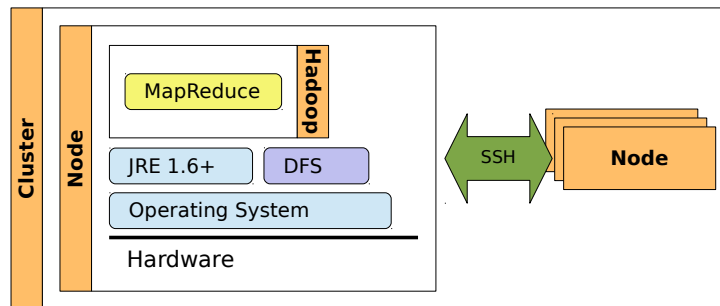 Cluster
Node
Hadoop
MapReduce
JRE 1.6+
DFS
Operating System
Hardware
SSH
Node